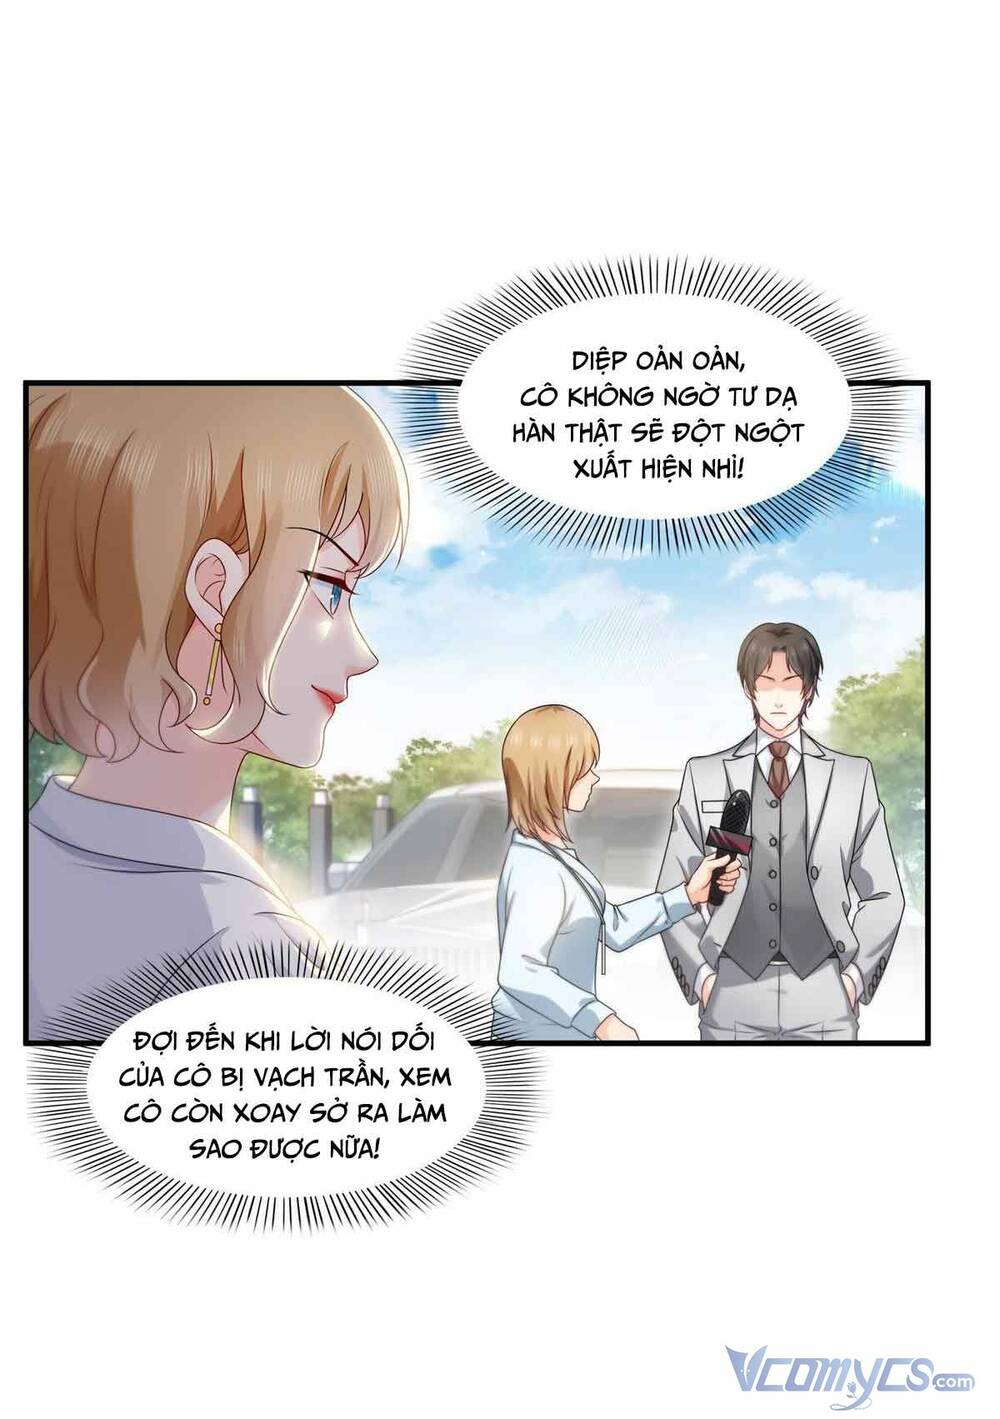 DIỆP OẢN OẢN,
CÔ KHÔNG NGỜ TƯ DẠ
HÀN THẬT SẼ ĐỘT NGỘT
XUẤT HIỆN NHỈ!
ĐỢI ĐẾN KHI LỜI NÓI DỐI
CỦA CÔ BỊ VẠCH TRẦN, XEM
CÔ CÒN XOAY SỞ RA LÀM
SAO ĐƯỢC NỮA!
VCOMYCS.com